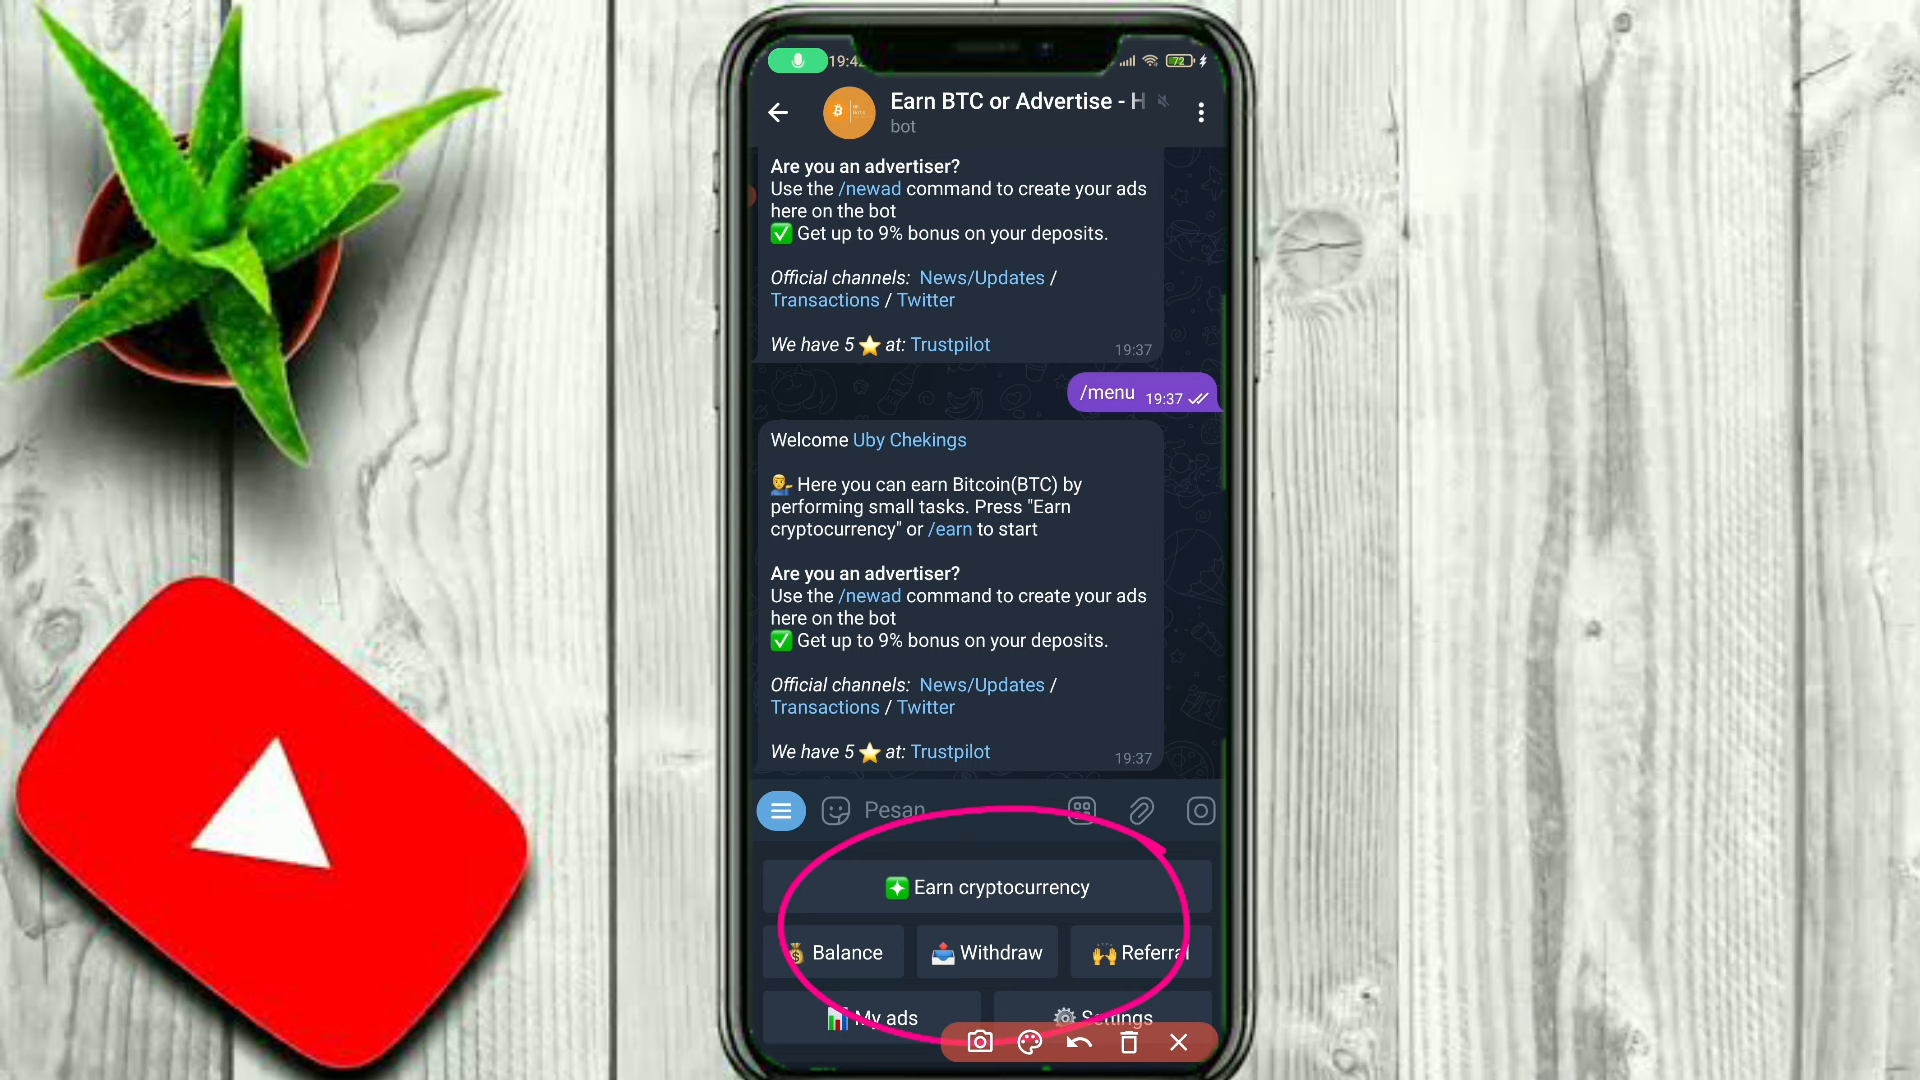 19:42
72
Earn BTC or Advertise - H
bot
Are you an advertiser?
Use the /newad command to create your ads
here on the bot
✅ Get up to 9% bonus on your deposits.
Official channels: News/Updates /
Transactions / Twitter
We have 5⭐ at: Trustpilot
19:37
/menu 19:37
Welcome Uby Chekings
Here you can earn Bitcoin(BTC) by
performing small tasks. Press "Earn
cryptocurrency" or /earn to start
Are you an advertiser?
Use the /newad command to create your ads
here on the bot
✅ Get up to 9% bonus on your deposits.
Official channels: News/Updates /
Transactions / Twitter
We have 5⭐ at: Trustpilot
19:37
Pesan
Earn cryptocurrency
Balance
Withdraw
Referral
My ads
Settings